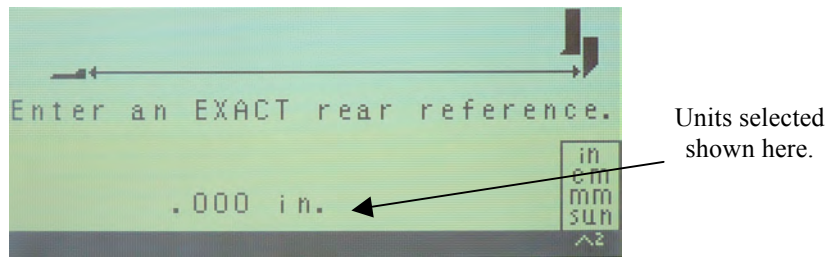 Enter an EXACT rear reference.
.000 in.
in
cm
mm
sun
^2
Units selected
shown here.